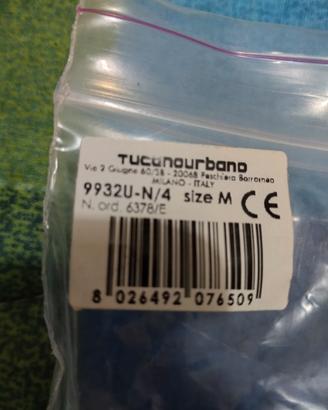 TUCANOURBANO
Via 2 Giugno 60/28 - 20068 Peschiera Borromeo
MILANO - ITALY
9932U-N/4 size M CE
N. ord. 6378/E
8 026492 076509